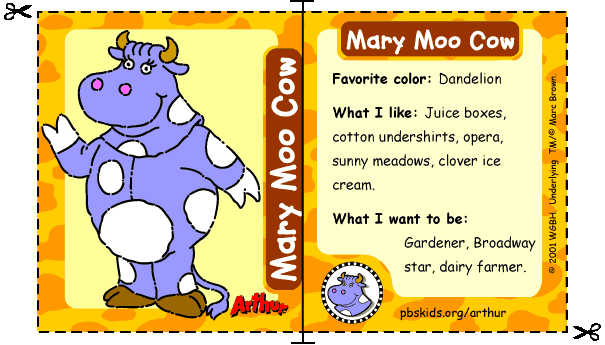 Mary Moo Cow
Arthur
Mary Moo Cow
Favorite color: Dandelion
What I like: Juice boxes,
cotton undershirts, opera,
sunny meadows, clover ice
cream.
What I want to be:
Gardener, Broadway
star, dairy farmer.
pbskids.org/arthur
© 2001 WGBH. Underlying TM/© Marc Brown.